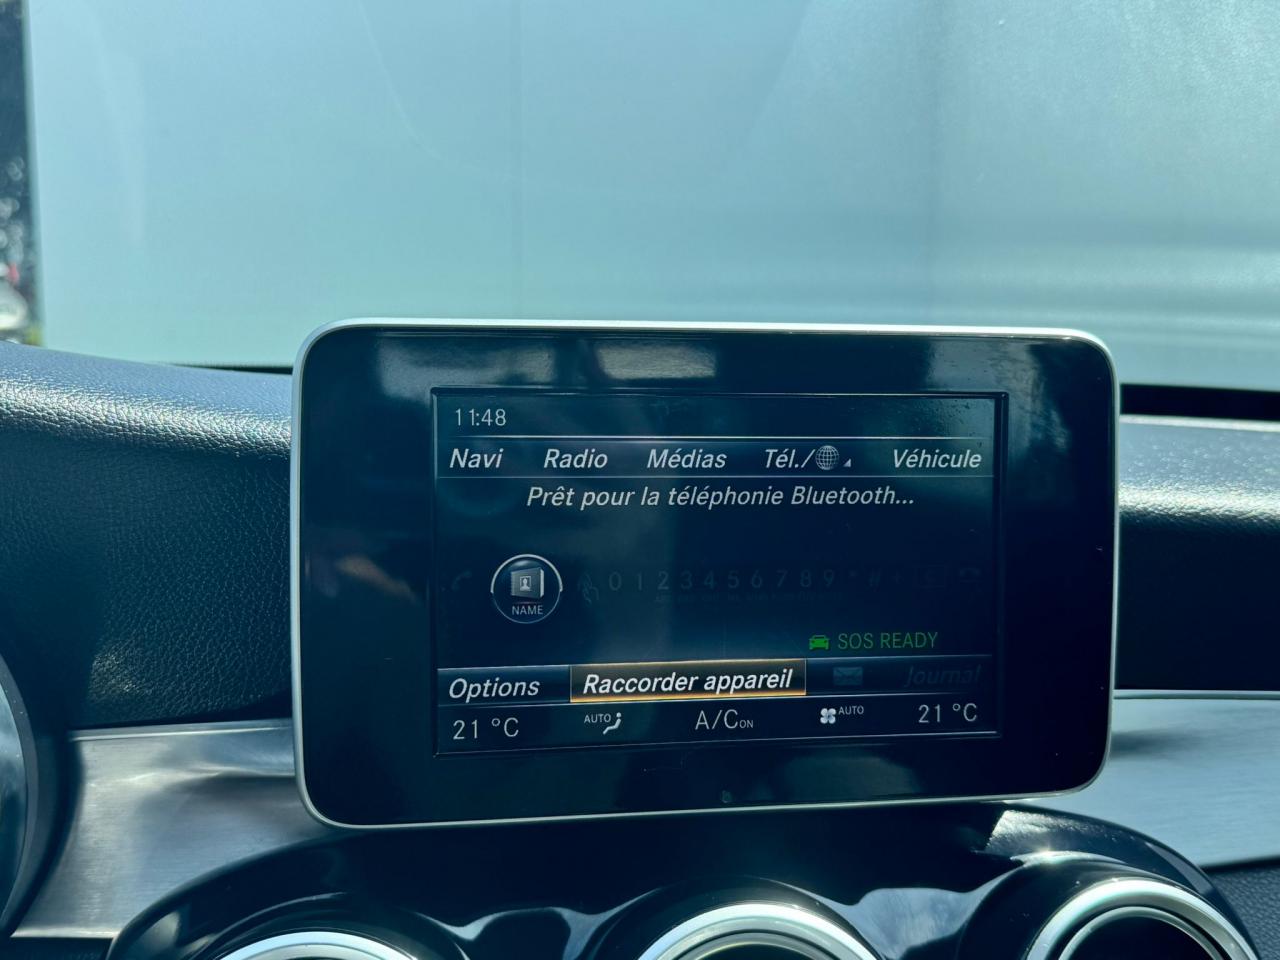 11:48
Navi Radio Médias Tél./ Véhicule
Prêt pour la téléphonie Bluetooth...
NAME 0 1 2 3 4 5 6 7 8 9 * # +
SOS READY
Options Raccorder appareil Journal
21 °C AUTO A/C ON AUTO 21 °C